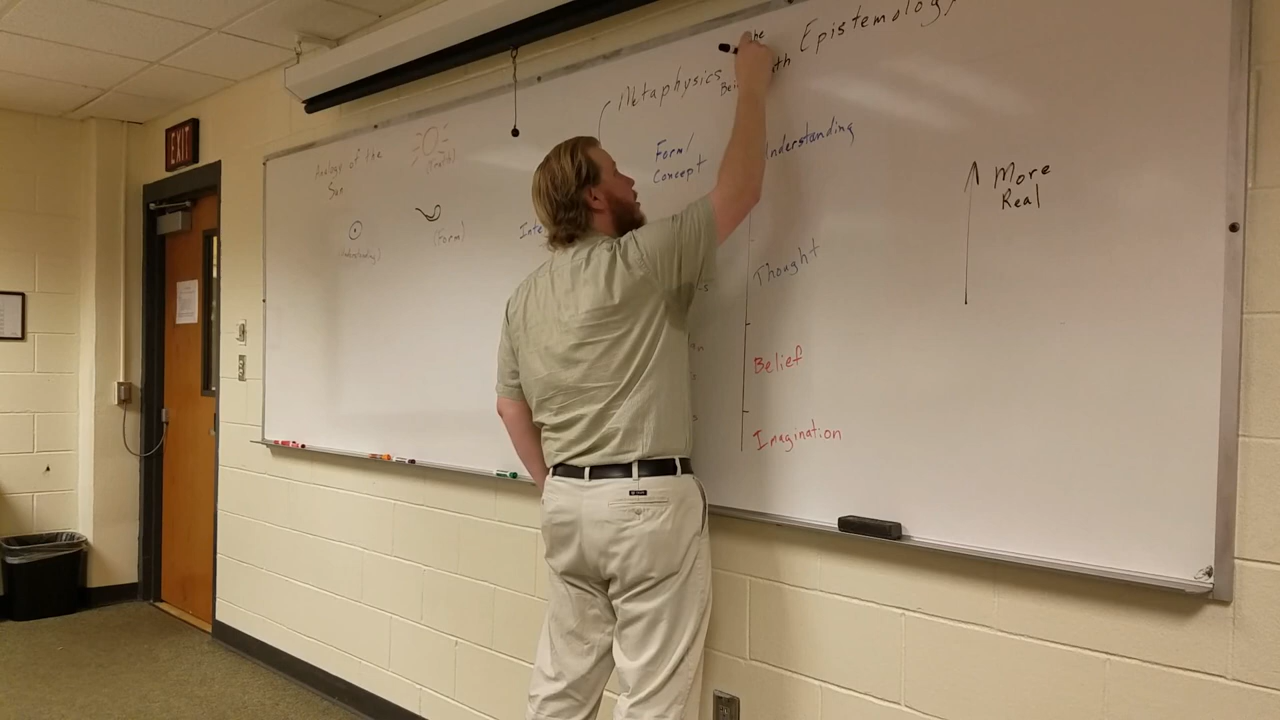 EXIT
Analogy of the
Sun
(Truth)
(Understanding)
(Form)
Metaphysics
Epistemology
Form/
Concept
Understanding
Thought
Belief
Imagination
More
Real